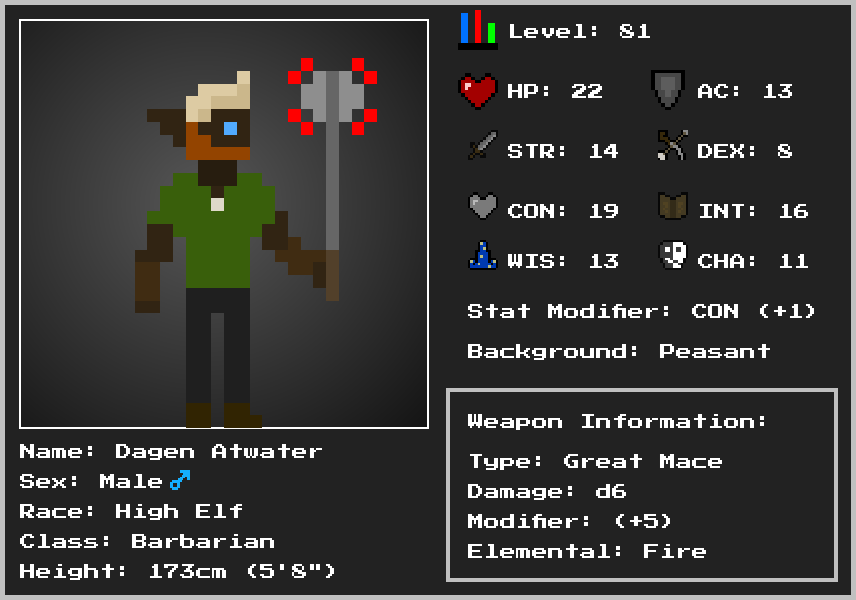 Level: 81
HP: 22 AC: 13
STR: 14 DEX: 8
CON: 19 INT: 16
WIS: 13 CHA: 11
Stat Modifier: CON (+1)
Background: Peasant
Weapon Information:
Type: Great Mace
Damage: d6
Modifier: (+5)
Elemental: Fire
Name: Dagen Atwater
Sex: Male♂
Race: High Elf
Class: Barbarian
Height: 173cm (5'8")